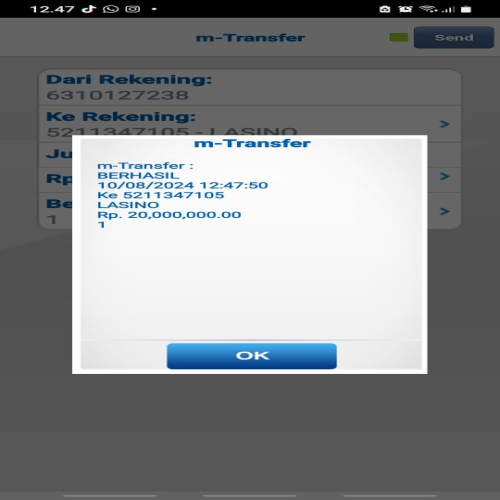 12.47
m-Transfer
Send
Dari Rekening:
6310127238
Ke Rekening:
5211347105 - LASINO
Ju
Rp
Be
1
m-Transfer
m-Transfer :
BERHASIL
10/08/2024 12:47:50
Ke 5211347105
LASINO
Rp. 20,000,000.00
1
OK